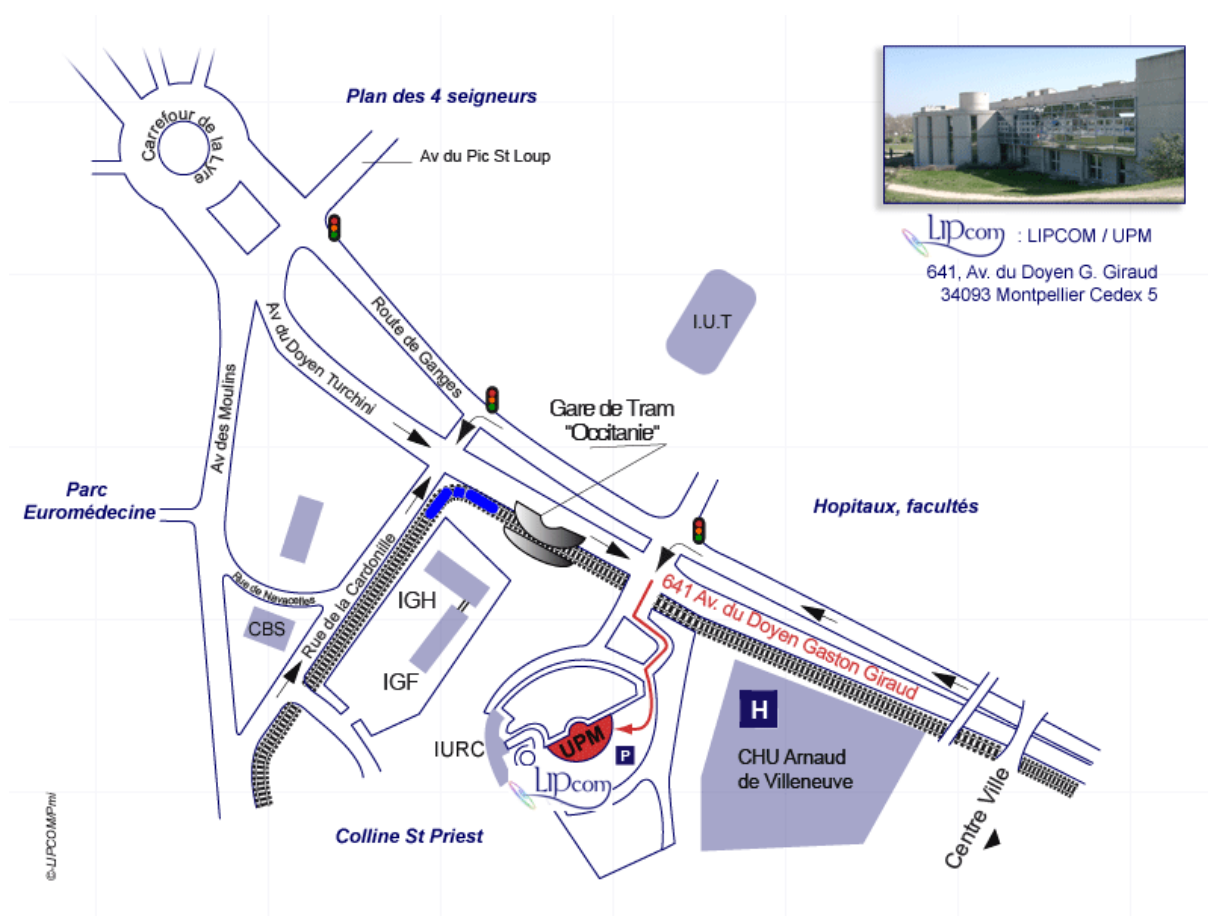 Plan des 4 seigneurs
Carrefour de la Lyre
Av du Pic St Loup
LIPcom : LIPCOM / UPM
641, Av. du Doyen G. Giraud
34093 Montpellier Cedex 5
Route de Ganges
I.U.T
Av du Doyen Turchini
Av des Moulins
Gare de Tram
"Occitanie"
Parc
Euromédecine
Hopitaux, facultés
Rue de la Cardonille
Rue de Navacelles
IGH
CBS
641 Av. du Doyen Gaston Giraud
IGF
H
UPM
IURC
P
CHU Arnaud
de Villeneuve
LIPcom
Centre Ville
Colline St Priest
©-LIPCOM/Pmi